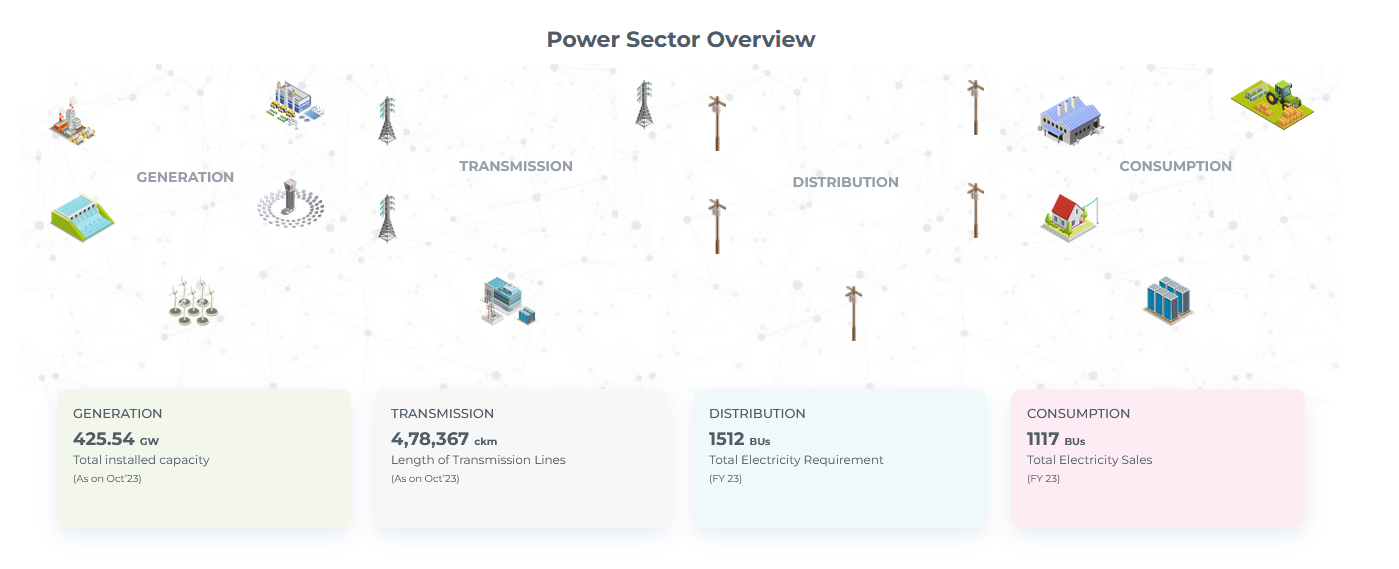 Power Sector Overview
GENERATION
TRANSMISSION
DISTRIBUTION
CONSUMPTION
GENERATION
425.54 GW
Total installed capacity
(As on Oct'23)
TRANSMISSION
4,78,367 ckm
Length of Transmission Lines
(As on Oct'23)
DISTRIBUTION
1512 BUs
Total Electricity Requirement
(FY 23)
CONSUMPTION
1117 BUs
Total Electricity Sales
(FY 23)